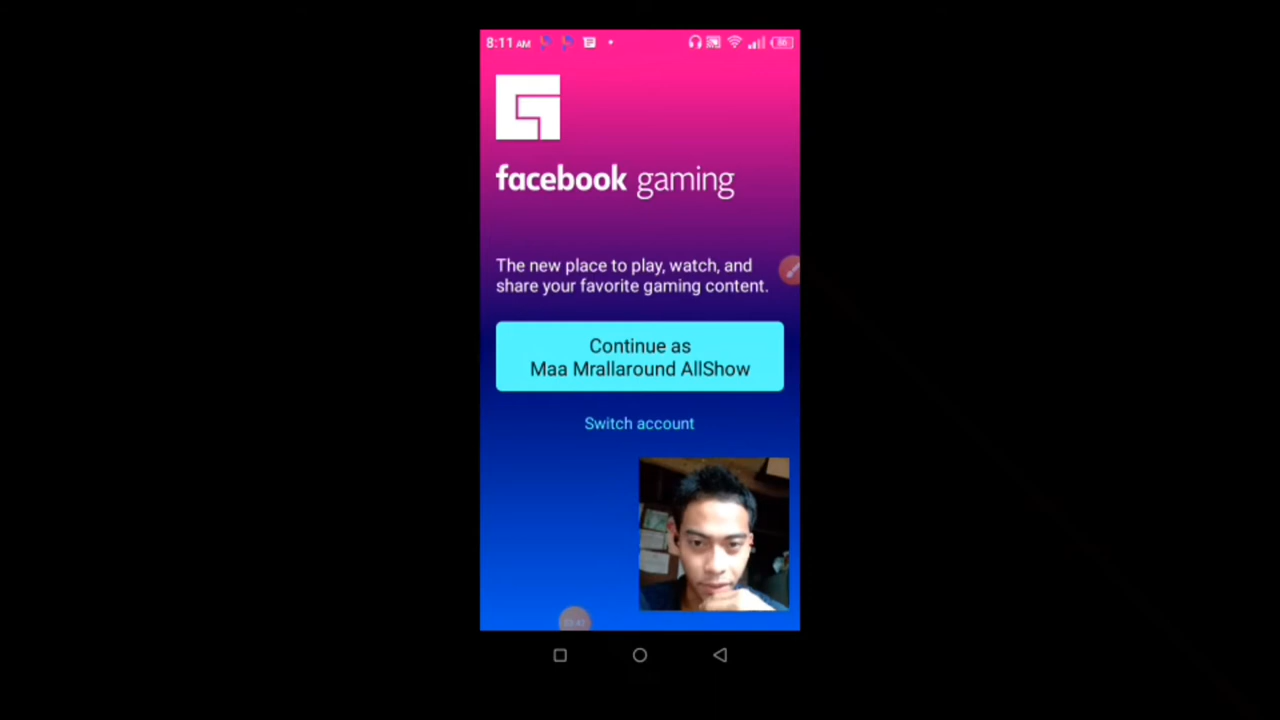 8:11 AM
86
facebook gaming
The new place to play, watch, and
share your favorite gaming content.
Continue as
Maa Mrallaround AllShow
Switch account